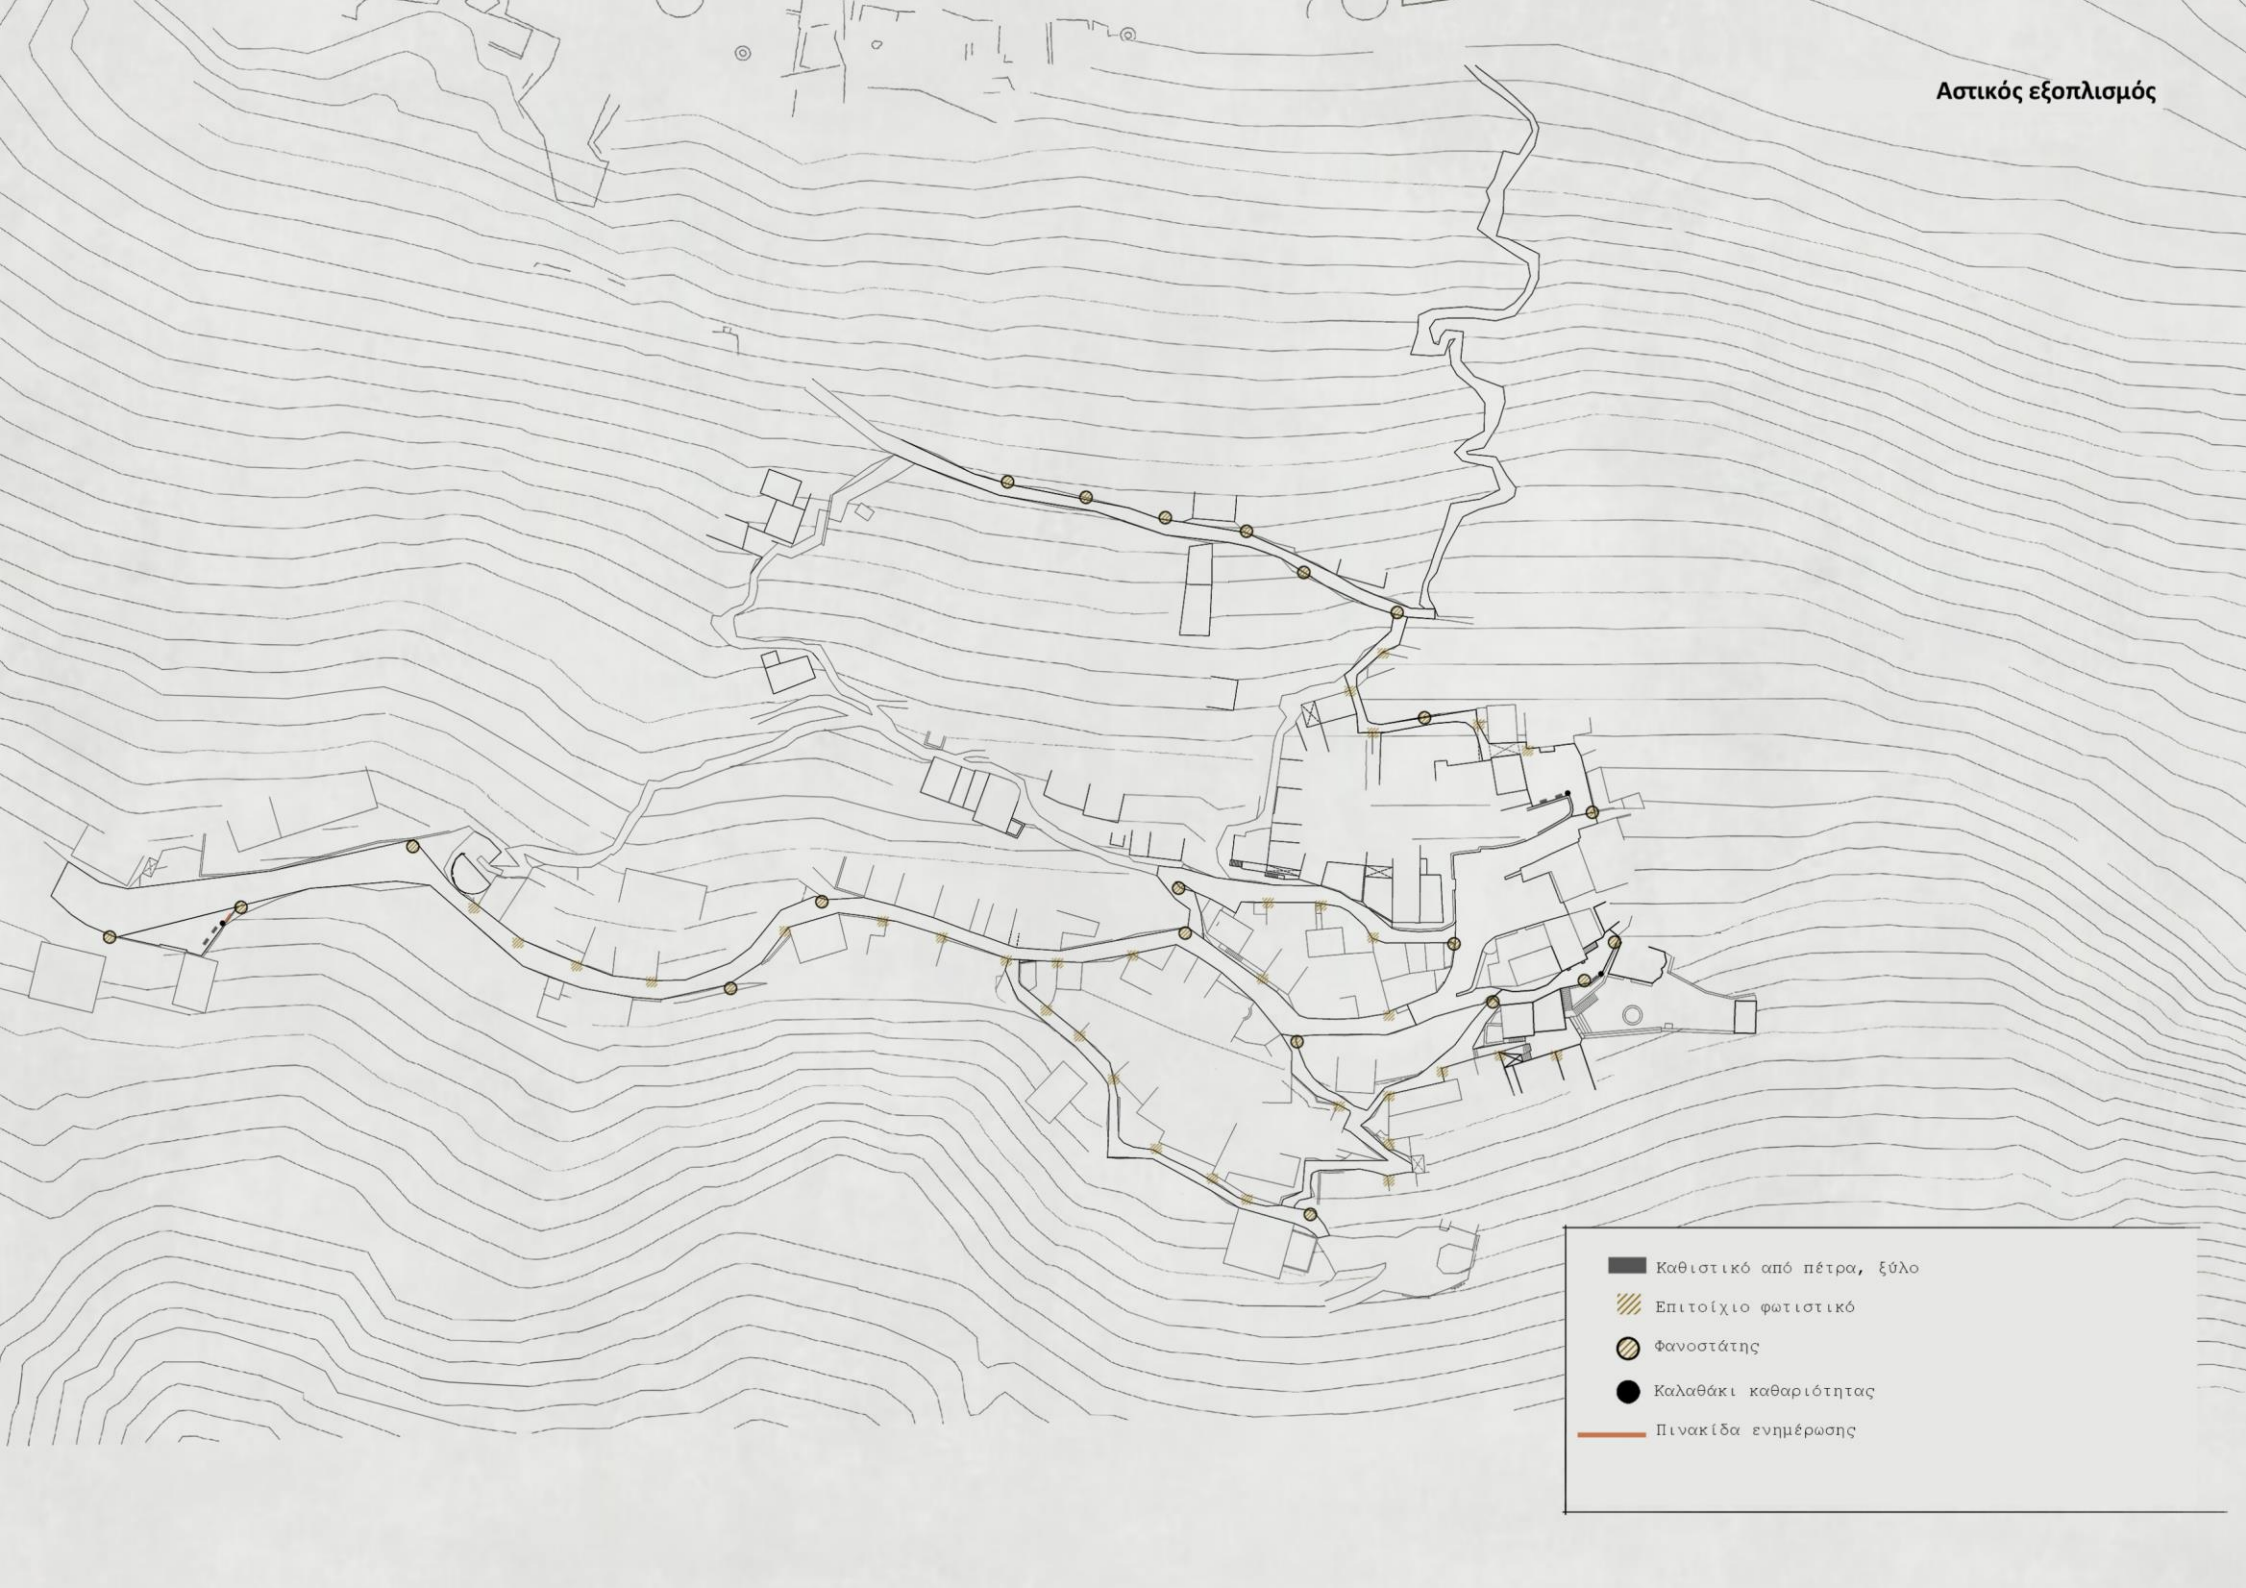 Αστικός εξοπλισμός
Καθιστικό από πέτρα, ξύλο
Επιτοίχιο φωτιστικό
Φανοστάτης
Καλαθάκι καθαριότητας
Πινακίδα ενημέρωσης